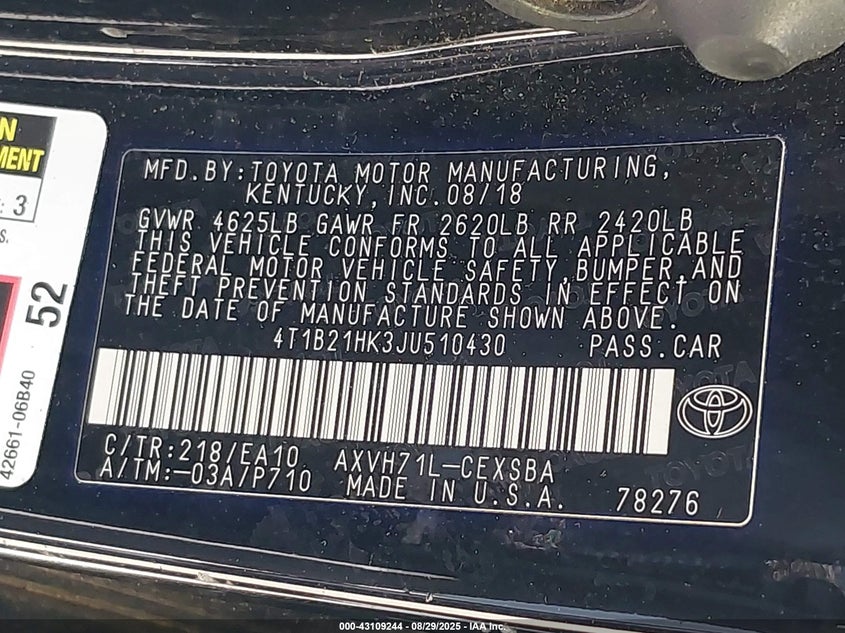 N
MENT
: 3
S.
52
42661-06B40
MFD.BY:TOYOTA MOTOR MANUFACTURING,
KENTUCKY,INC.08/18
GVWR 4625LB GAWR FR 2620LB RR 2420LB
THIS VEHICLE CONFORMS TO ALL APPLICABLE
FEDERAL MOTOR VEHICLE SAFETY,BUMPER,AND
THEFT PREVENTION STANDARDS IN EFFECT ON
THE DATE OF MANUFACTURE SHOWN ABOVE.
4T1B21HK3JU510430 PASS.CAR
C/TR:218/EA10 AXVH71L-CEXSBA
A/TM:-03A/P710 MADE IN U.S.A. 78276
000-43109244 - 08/29/2025 - IAA Inc.